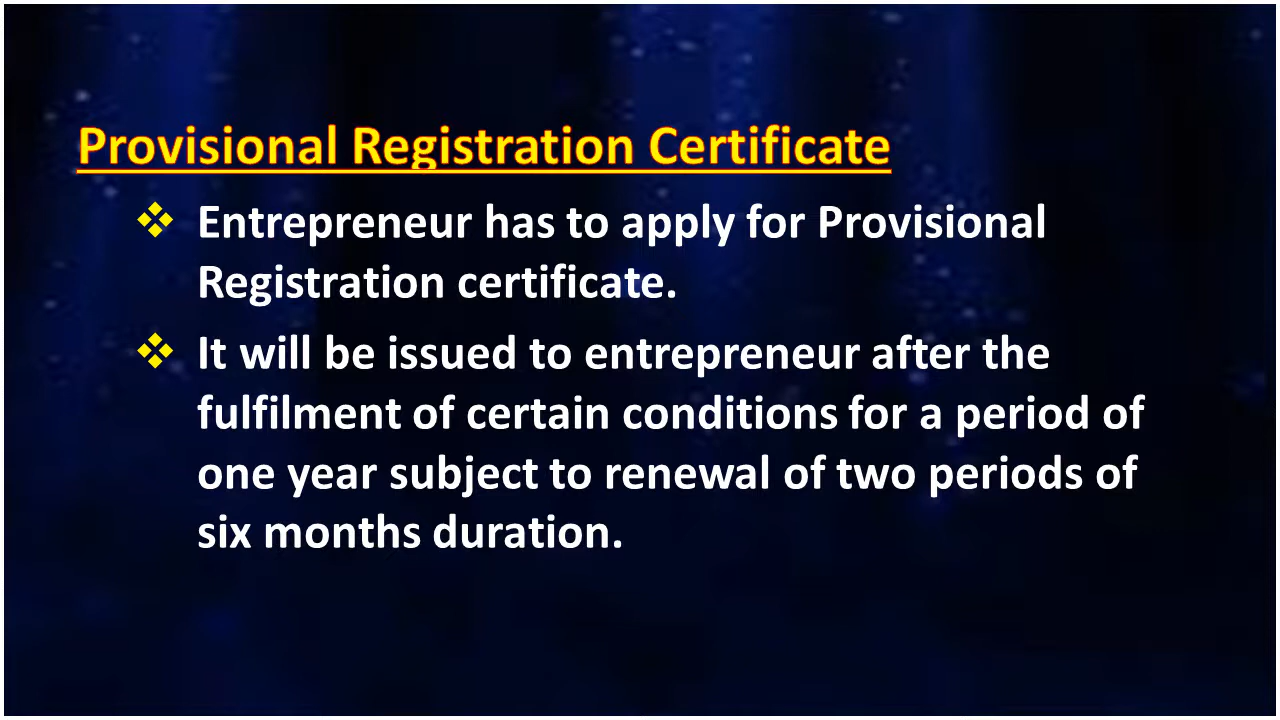 Provisional Registration Certificate
❖ Entrepreneur has to apply for Provisional
Registration certificate.
❖ It will be issued to entrepreneur after the
fulfilment of certain conditions for a period of
one year subject to renewal of two periods of
six months duration.